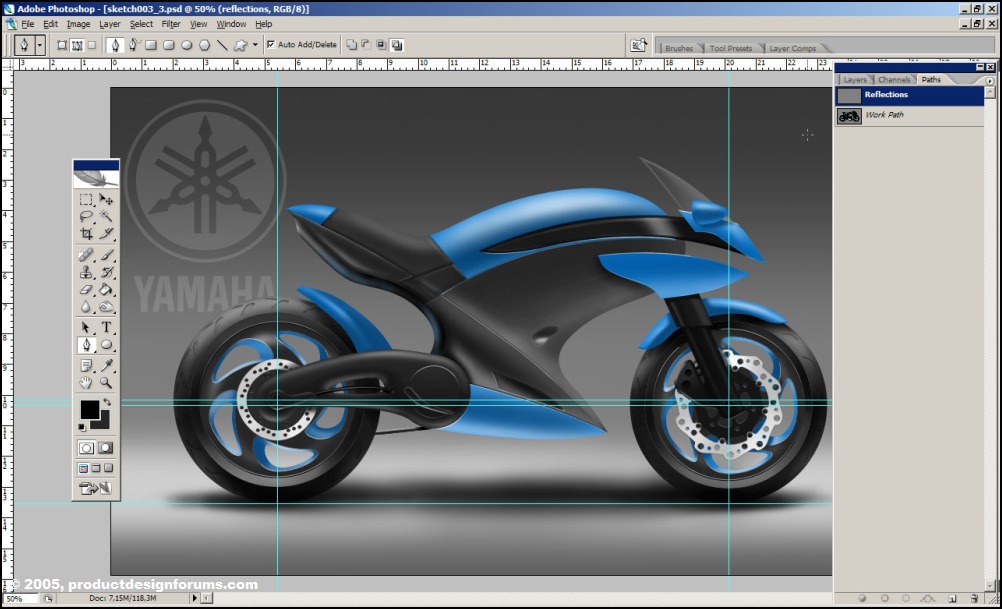 Adobe Photoshop - [sketch003_3.psd @ 50% (reflections, RGB/8)]
File Edit Image Layer Select Filter View Window Help
Auto Add/Delete
Brushes Tool Presets Layer Comps
3 2 1 0 1 2 3 4 5 6 7 8 9 10 11 12 13 14 15 16 17 18 19 20 21 22 23
Layers Channels Paths
Reflections
Work Path
YAMAHA
T
© 2005, productdesignforums.com
50% Doc: 7,15M/118,3M